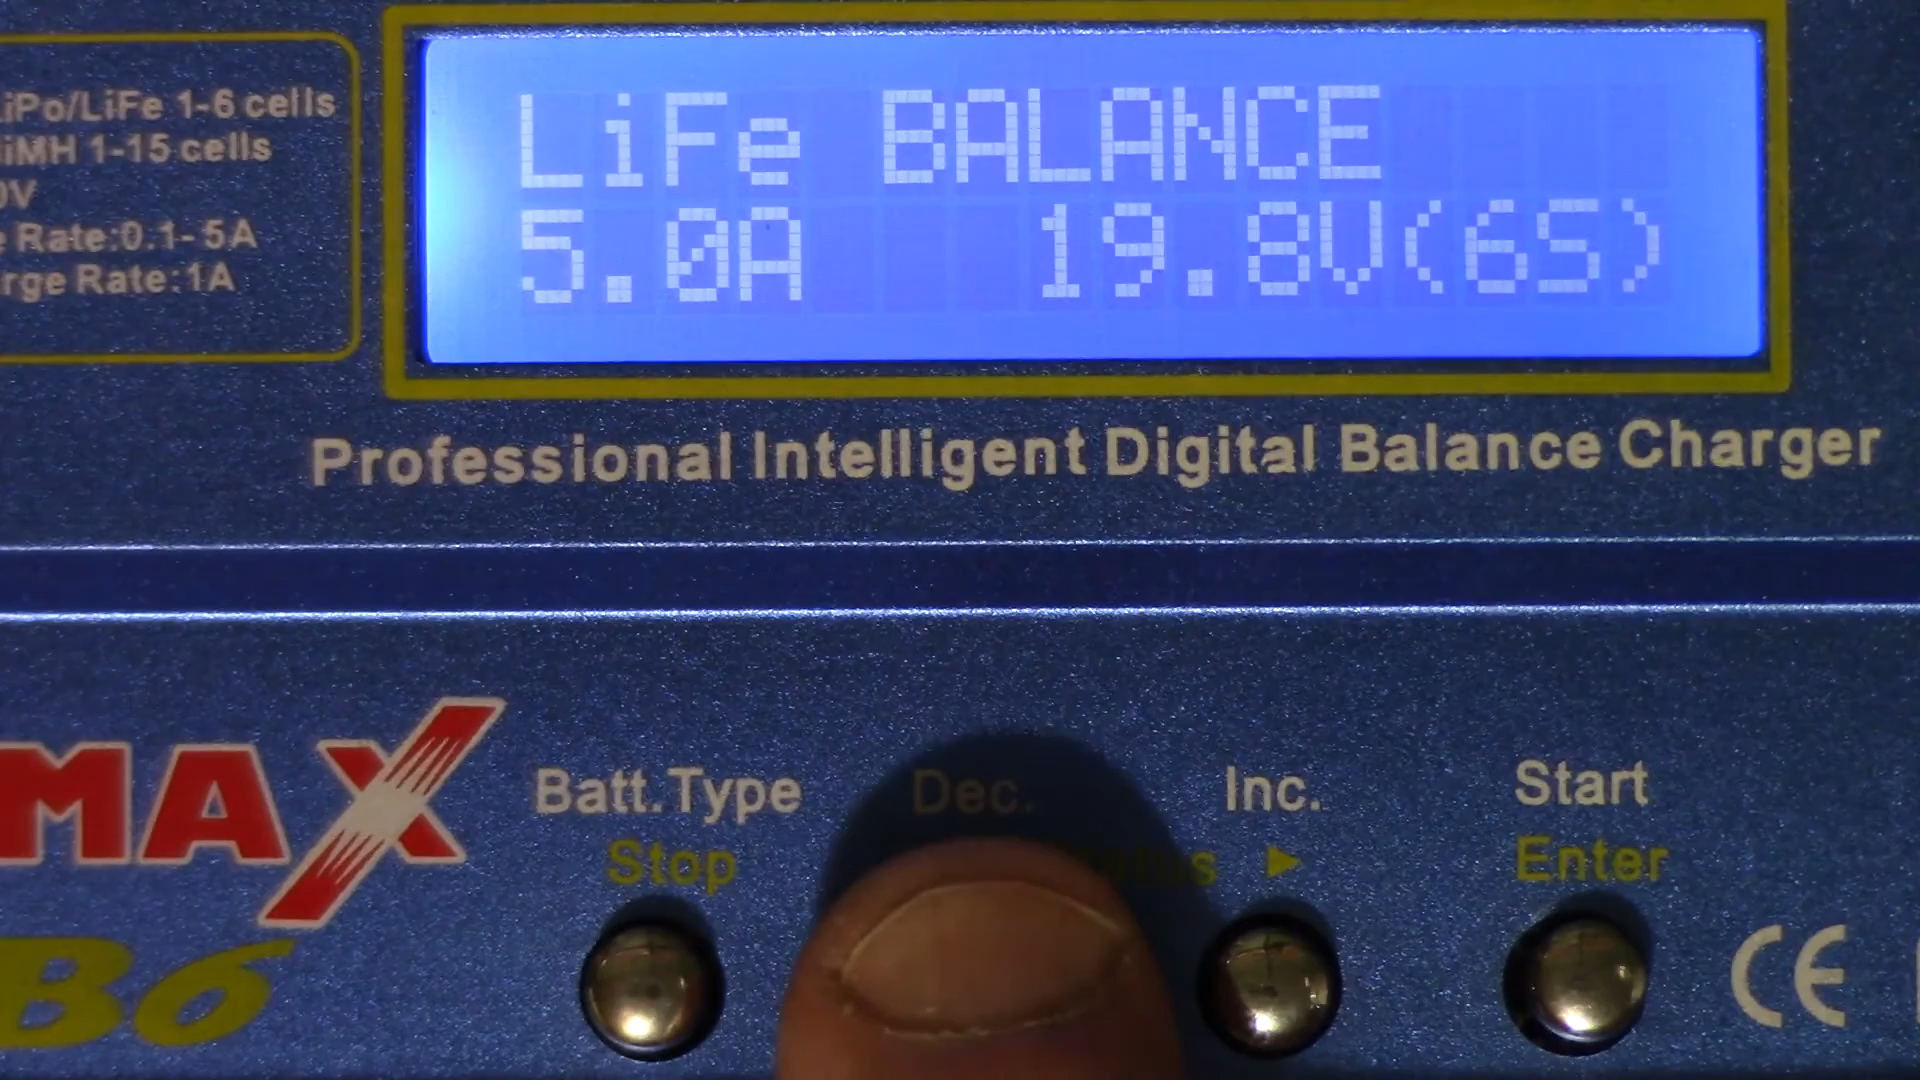 LiFe BALANCE
5.0A 19.8V(6S)
iPo/LiFe 1-6 cells
iMH 1-15 cells
0V
e Rate:0.1-5A
rge Rate:1A
Professional Intelligent Digital Balance Charger
MAX
B6
Batt.Type Dec. Inc. Start
Stop ► Enter
CE